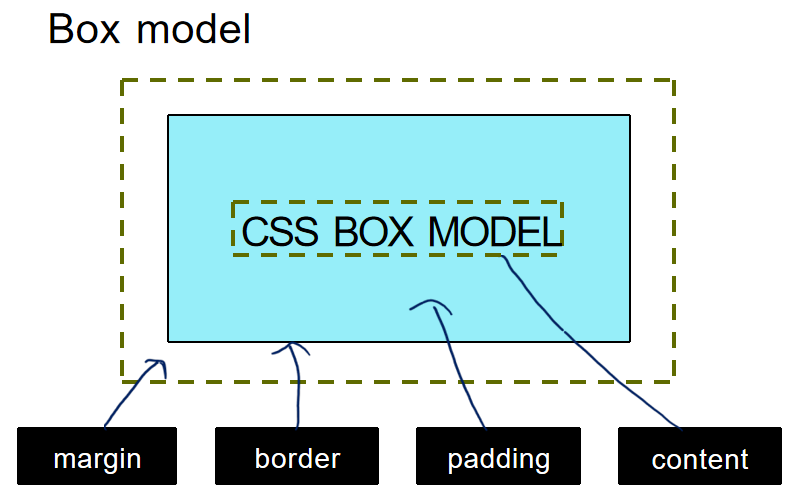 Box model
CSS BOX MODEL
margin
border
padding
content